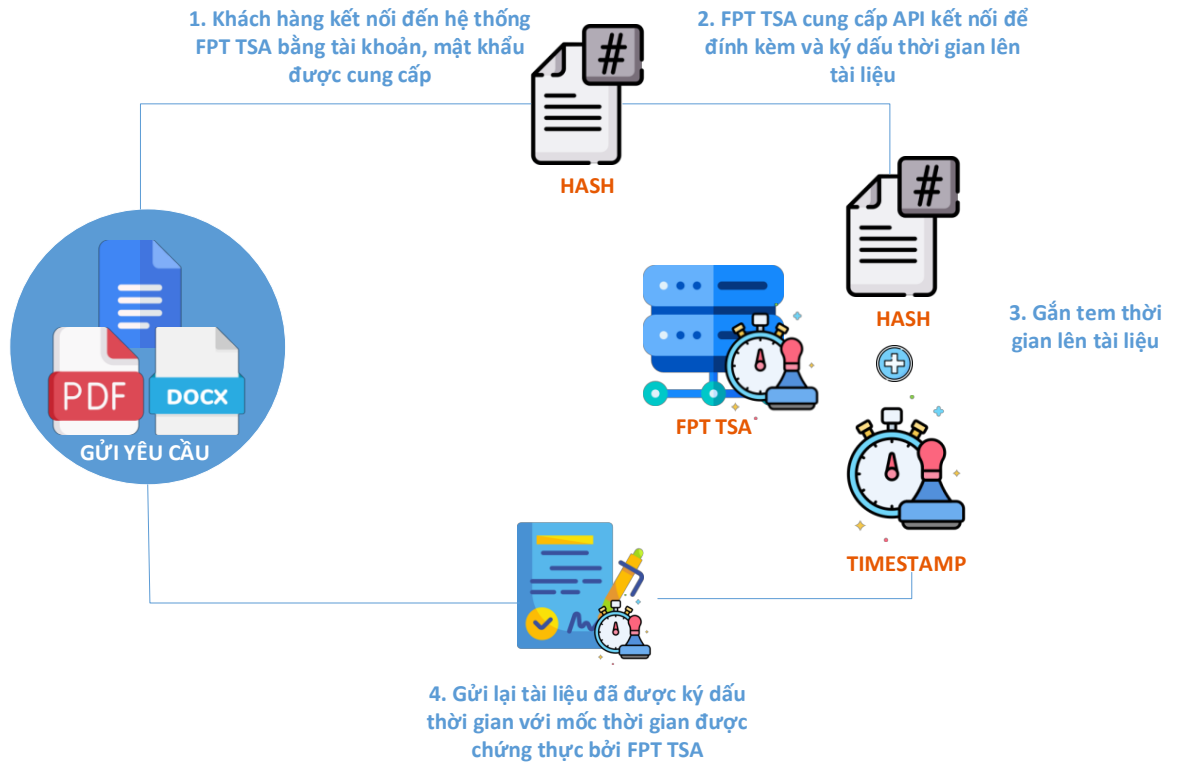 1. Khách hàng kết nối đến hệ thống
FPT TSA bằng tài khoản, mật khẩu
được cung cấp
2. FPT TSA cung cấp API kết nối để
đính kèm và ký dấu thời gian lên
tài liệu
#
HASH
#
HASH
3. Gắn tem thời
gian lên tài liệu
PDF
DOCX
GỬI YÊU CẦU
FPT TSA
TIMESTAMP
4. Gửi lại tài liệu đã được ký dấu
thời gian với mốc thời gian được
chứng thực bởi FPT TSA